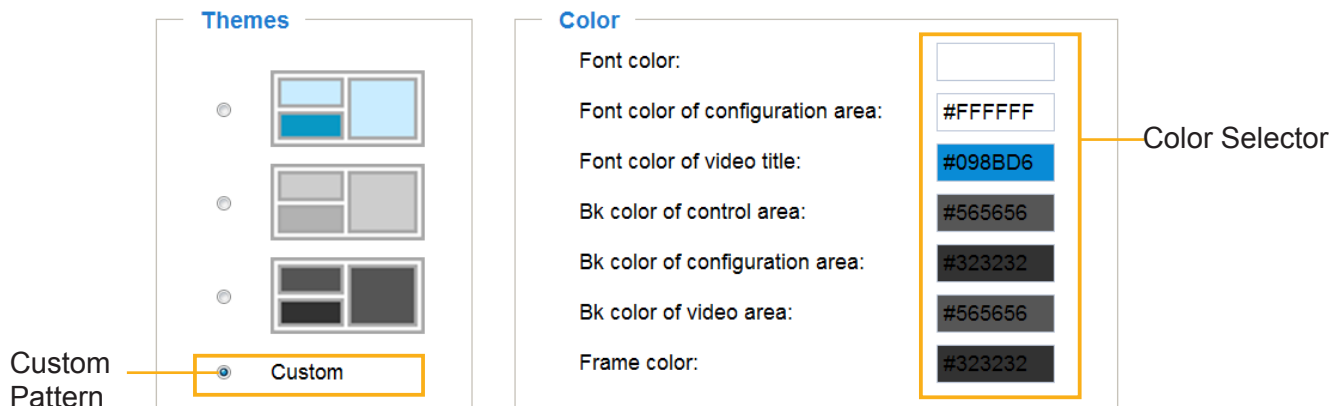 Themes
Custom
Custom
Pattern
Color
Font color:
Font color of configuration area: #FFFFFF
Font color of video title: #098BD6
Bk color of control area: #565656
Bk color of configuration area: #323232
Bk color of video area: #565656
Frame color: #323232
Color Selector